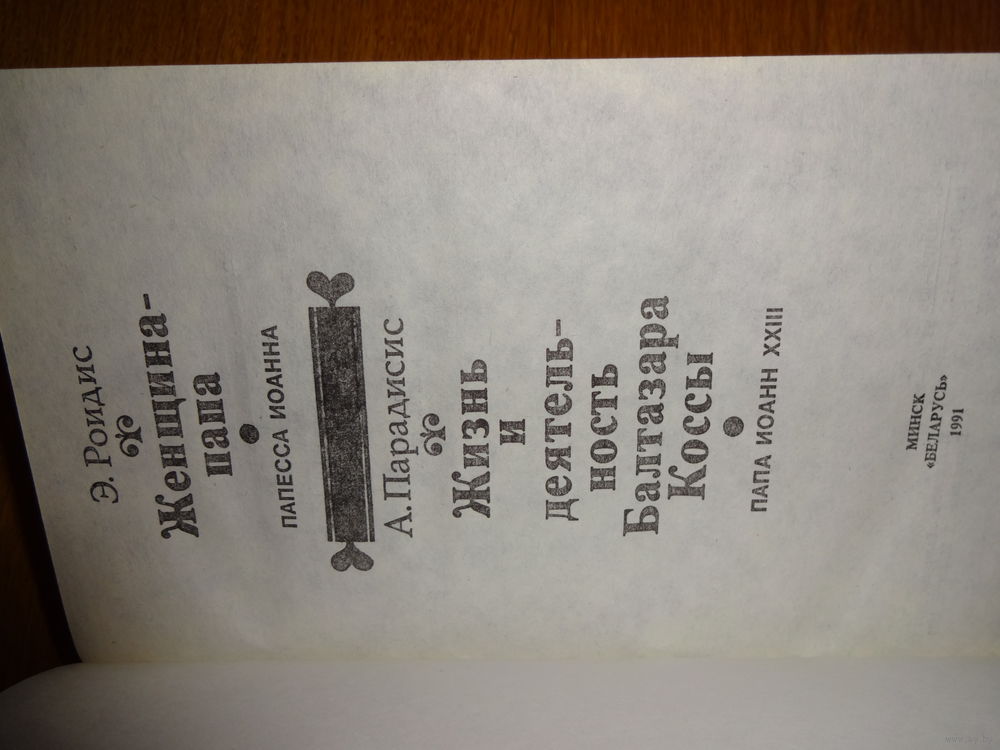 Э. Роидис
Женщина-
папа
ПАПЕССА ИОАННА
А. Парадисис
Жизнь
и
деятель-
ность
Балтазара
Коссы
ПАПА ИОАНН XXIII
МИНСК
«БЕЛАРУСЬ»
1991